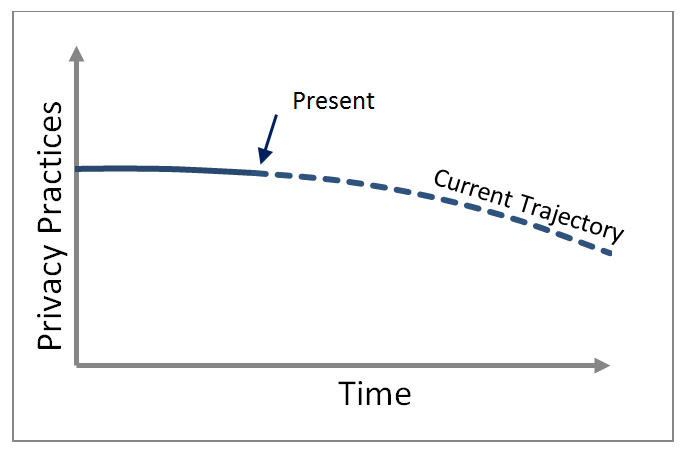 Present
Current Trajectory
Privacy Practices
Time